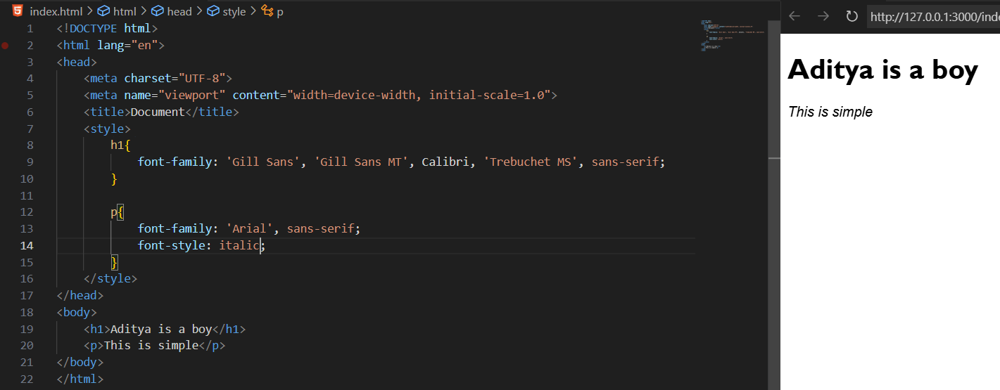 index.html > html > head > style > p
1 <!DOCTYPE html>
2 <html lang="en">
3 <head>
4     <meta charset="UTF-8">
5     <meta name="viewport" content="width=device-width, initial-scale=1.0">
6     <title>Document</title>
7     <style>
8         h1{
9             font-family: 'Gill Sans', 'Gill Sans MT', Calibri, 'Trebuchet MS', sans-serif;
10         }
11
12         p{
13             font-family: 'Arial', sans-serif;
14             font-style: italic;
15         }
16     </style>
17 </head>
18 <body>
19     <h1>Aditya is a boy</h1>
20     <p>This is simple</p>
21 </body>
22 </html>
http://127.0.0.1:3000/inde
Aditya is a boy
This is simple